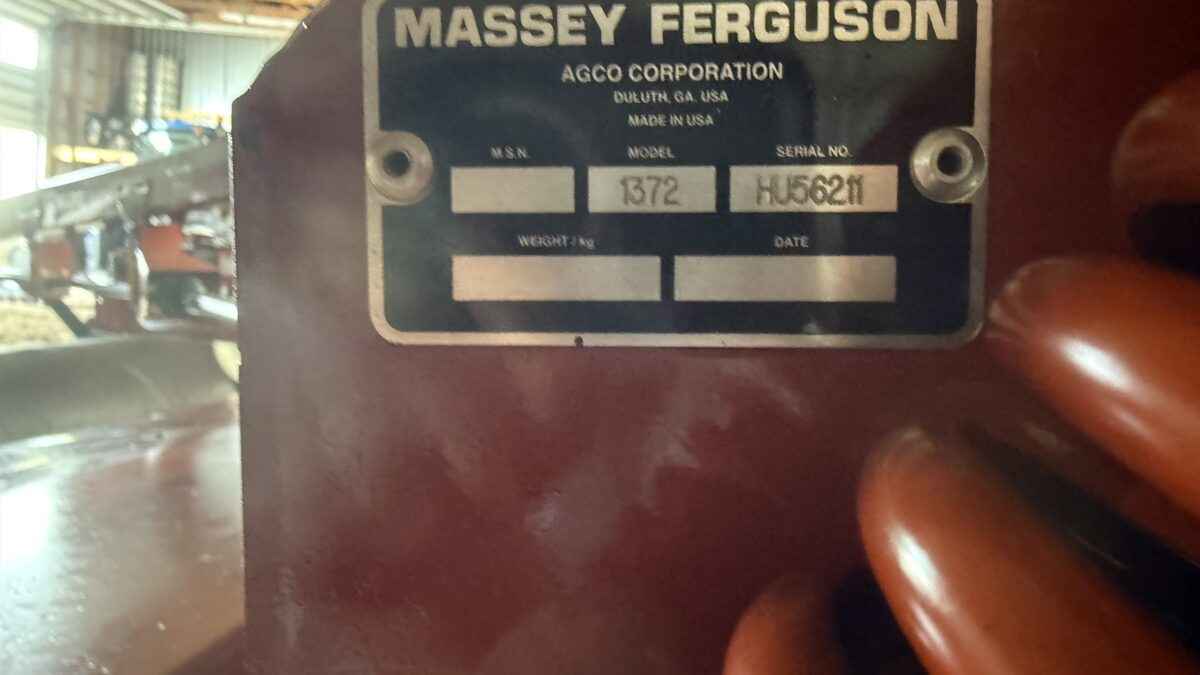 MASSEY FERGUSON
AGCO CORPORATION
DULUTH, GA. USA
MADE IN USA
M.S.N. MODEL SERIAL NO.
1372 HU56211
WEIGHT / kg DATE